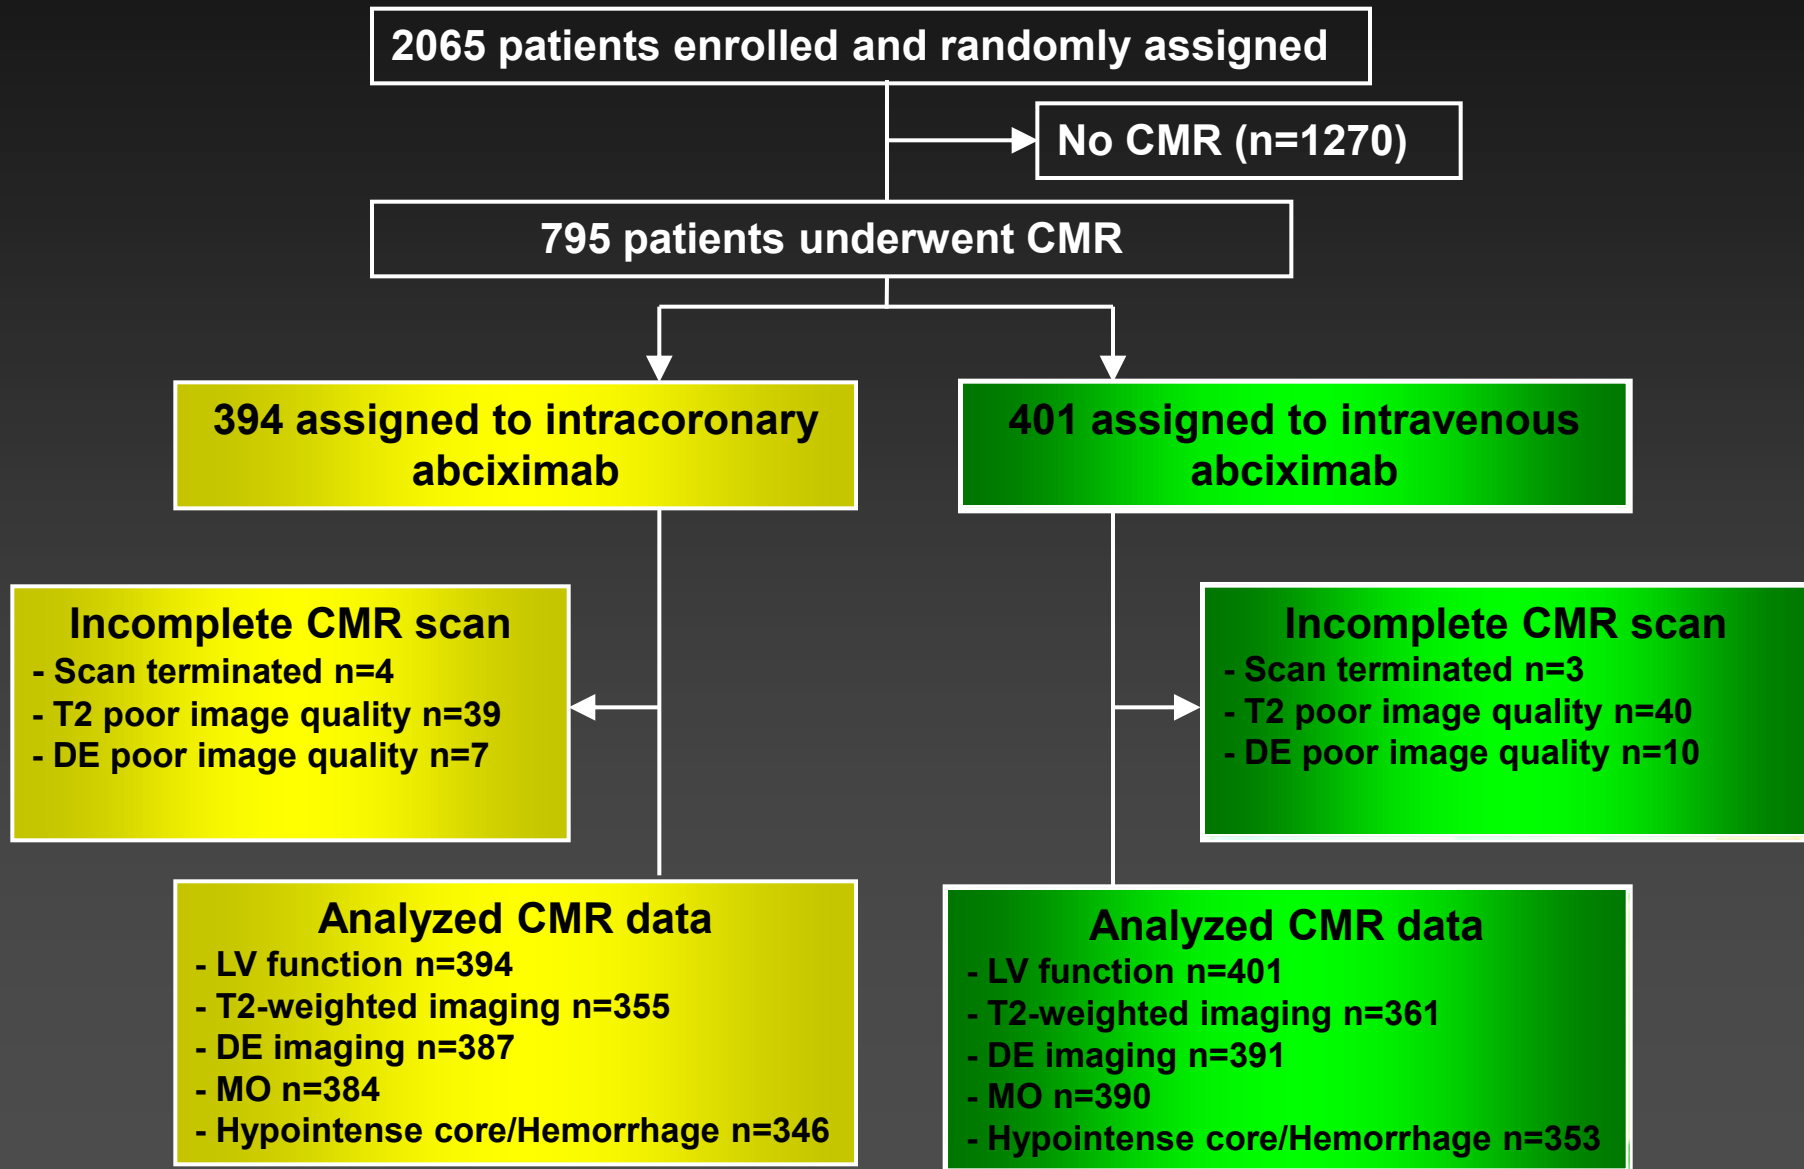 2065 patients enrolled and randomly assigned
No CMR (n=1270)
795 patients underwent CMR
394 assigned to intracoronary
abciximab
401 assigned to intravenous
abciximab
Incomplete CMR scan
- Scan terminated n=4
- T2 poor image quality n=39
- DE poor image quality n=7
Incomplete CMR scan
- Scan terminated n=3
- T2 poor image quality n=40
- DE poor image quality n=10
Analyzed CMR data
- LV function n=394
- T2-weighted imaging n=355
- DE imaging n=387
- MO n=384
- Hypointense core/Hemorrhage n=346
Analyzed CMR data
- LV function n=401
- T2-weighted imaging n=361
- DE imaging n=391
- MO n=390
- Hypointense core/Hemorrhage n=353